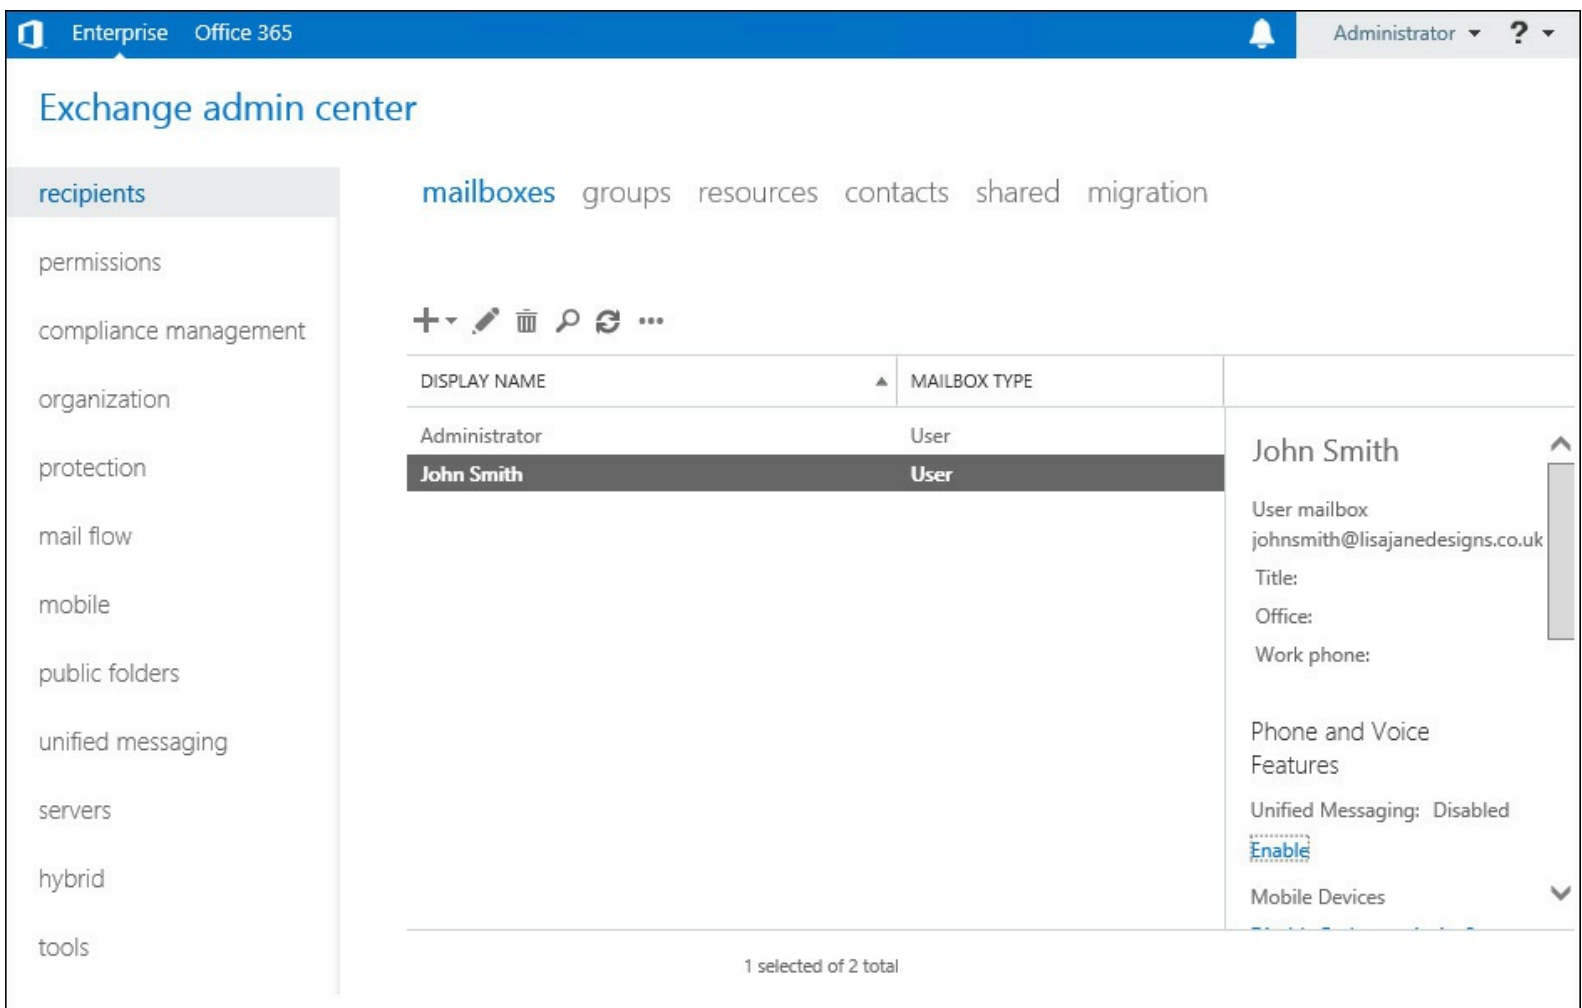 Enterprise Office 365
Administrator ?
Exchange admin center
recipients
permissions
compliance management
organization
protection
mail flow
mobile
public folders
unified messaging
servers
hybrid
tools
mailboxes groups resources contacts shared migration
DISPLAY NAME MAILBOX TYPE
Administrator User
John Smith User
1 selected of 2 total
John Smith
User mailbox
johnsmith@lisajanedesigns.co.uk
Title:
Office:
Work phone:
Phone and Voice
Features
Unified Messaging: Disabled
Enable
Mobile Devices